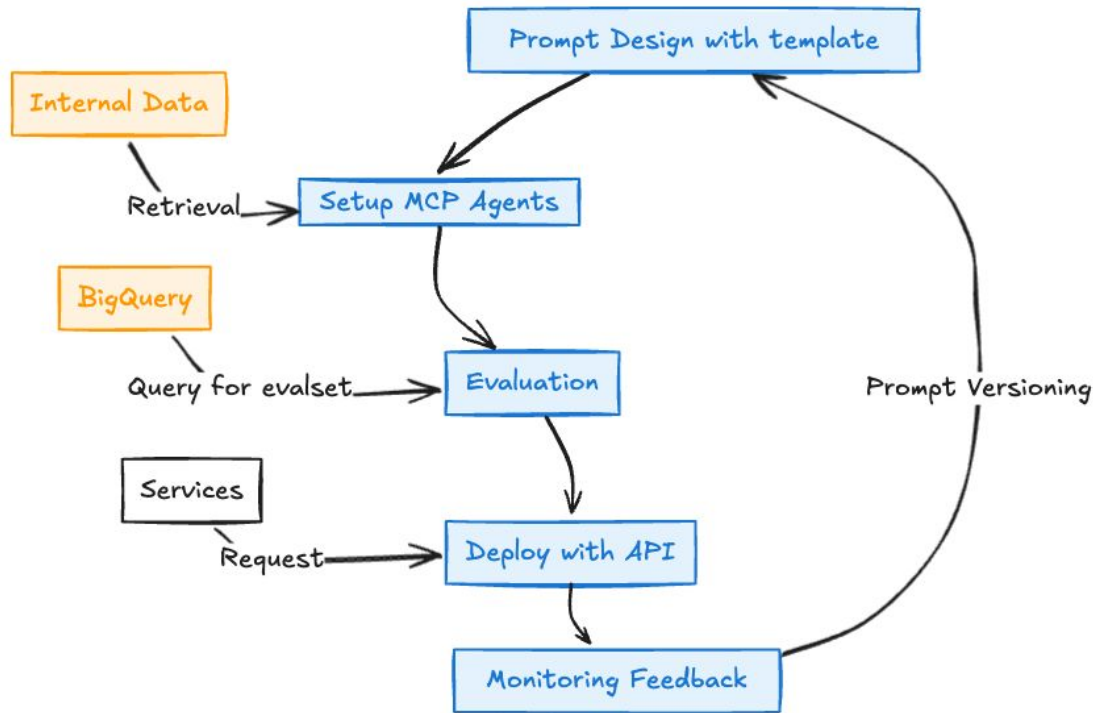 Prompt Design with template
Internal Data
Retrieval
Setup MCP Agents
BigQuery
Query for evalset
Evaluation
Prompt Versioning
Services
Request
Deploy with API
Monitoring Feedback